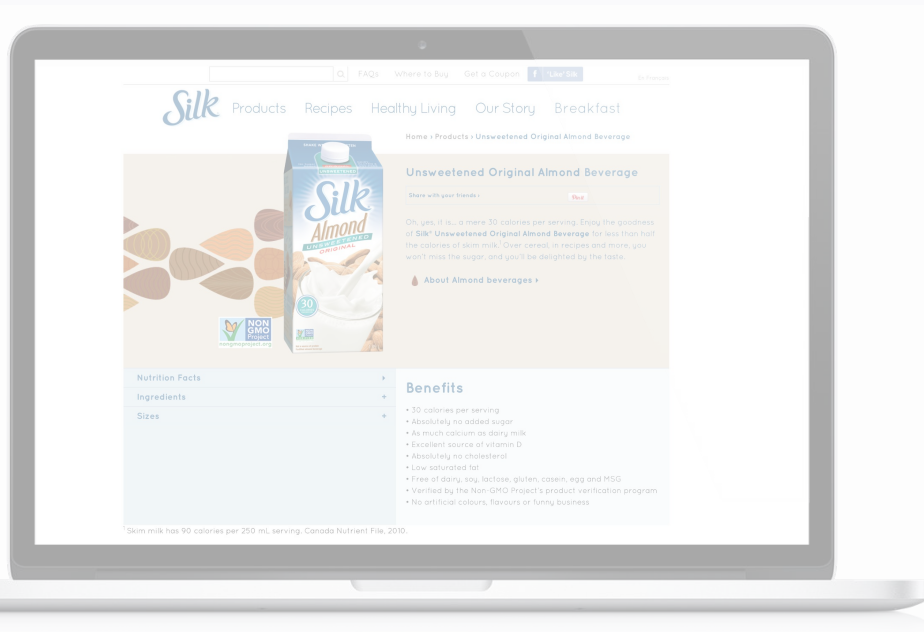 FAQs Where to Buy Get a Coupon f "Like" Silk
Silk Products Recipes Healthy Living Our Story Breakfast
Home › Products › Unsweetened Original Almond Beverage
Unsweetened Original Almond Beverage
Share with your friends ›
Oh, yes, it is... a mere 30 calories per serving. Enjoy the goodness
of Silk® Unsweetened Original Almond Beverage for less than half
the calories of skim milk.¹ Over cereal, in recipes and more, you
won't miss the sugar, and you'll be delighted by the taste.
About Almond beverages ›
UNSWEETENED
Silk
Almond
UNSWEETENED
ORIGINAL
30
NON
GMO
Project
nongmoproject.org
Nutrition Facts
Ingredients +
Sizes +
Benefits
• 30 calories per serving
• Absolutely no added sugar
• As much calcium as dairy milk
• Excellent source of vitamin D
• Absolutely no cholesterol
• Low saturated fat
• Free of dairy, soy, lactose, gluten, casein, egg and MSG
• Verified by the Non-GMO Project's product verification program
• No artificial colours, flavours or funny business
¹ Skim milk has 90 calories per 250 mL serving. Canada Nutrient File, 2010.